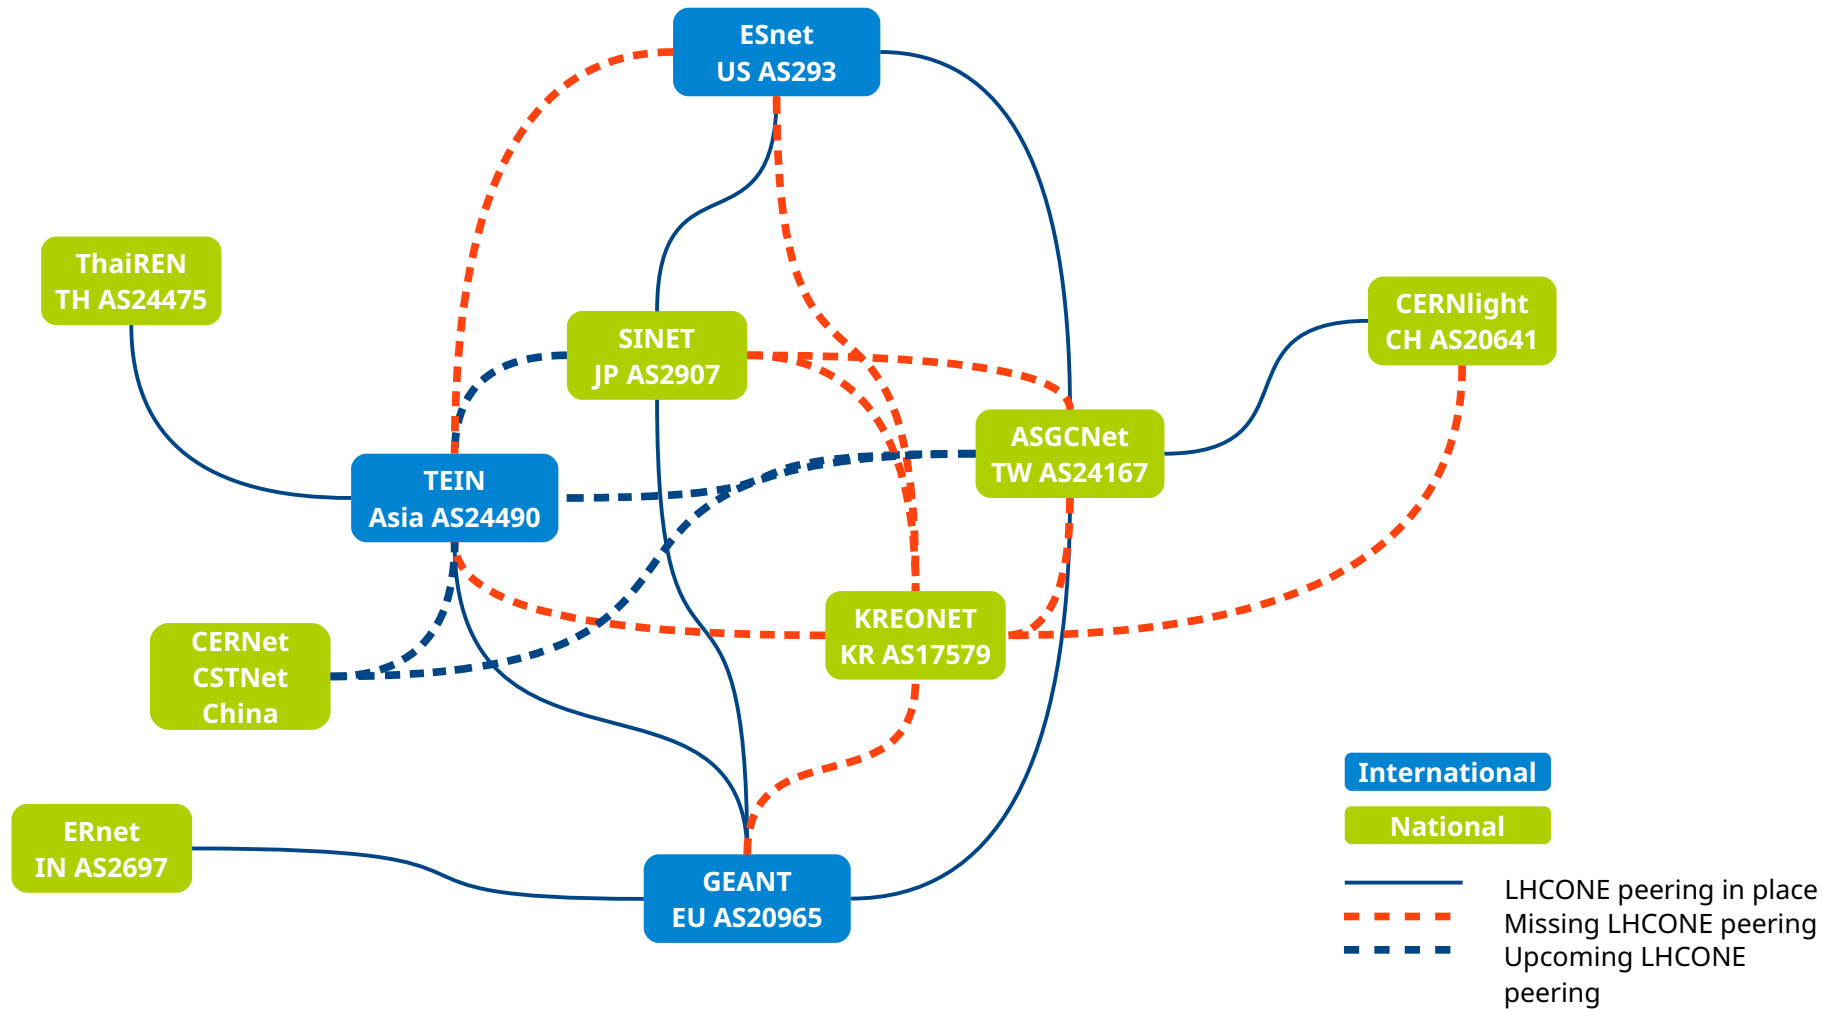 ESnet
US AS293
ThaiREN
TH AS24475
CERNlight
CH AS20641
SINET
JP AS2907
ASGCNet
TW AS24167
TEIN
Asia AS24490
KREONET
KR AS17579
CERNet
CSTNet
China
International
National
ERnet
IN AS2697
GEANT
EU AS20965
LHCONE peering in place
Missing LHCONE peering
Upcoming LHCONE
peering